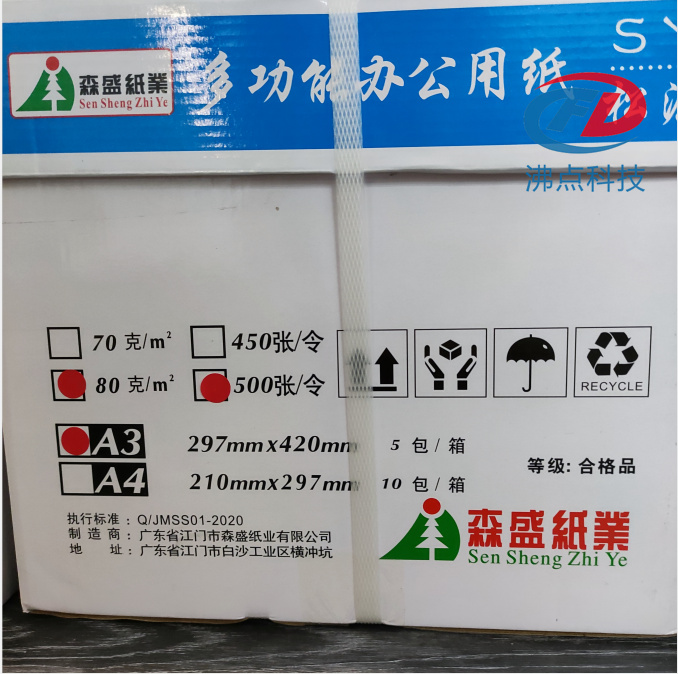 森盛紙業
Sen Sheng Zhi Ye
多功能办公用纸
SY
松
沸点科技
70 克/m²
450张/令
80 克/m²
500张/令
RECYCLE
A3 297mmx420mm 5 包/箱
A4 210mmx297mm 10 包/箱
等级: 合格品
执行标准: Q/JMSS01-2020
制造商: 广东省江门市森盛纸业有限公司
地址: 广东省江门市白沙工业区横冲坑
森盛紙業
Sen Sheng Zhi Ye